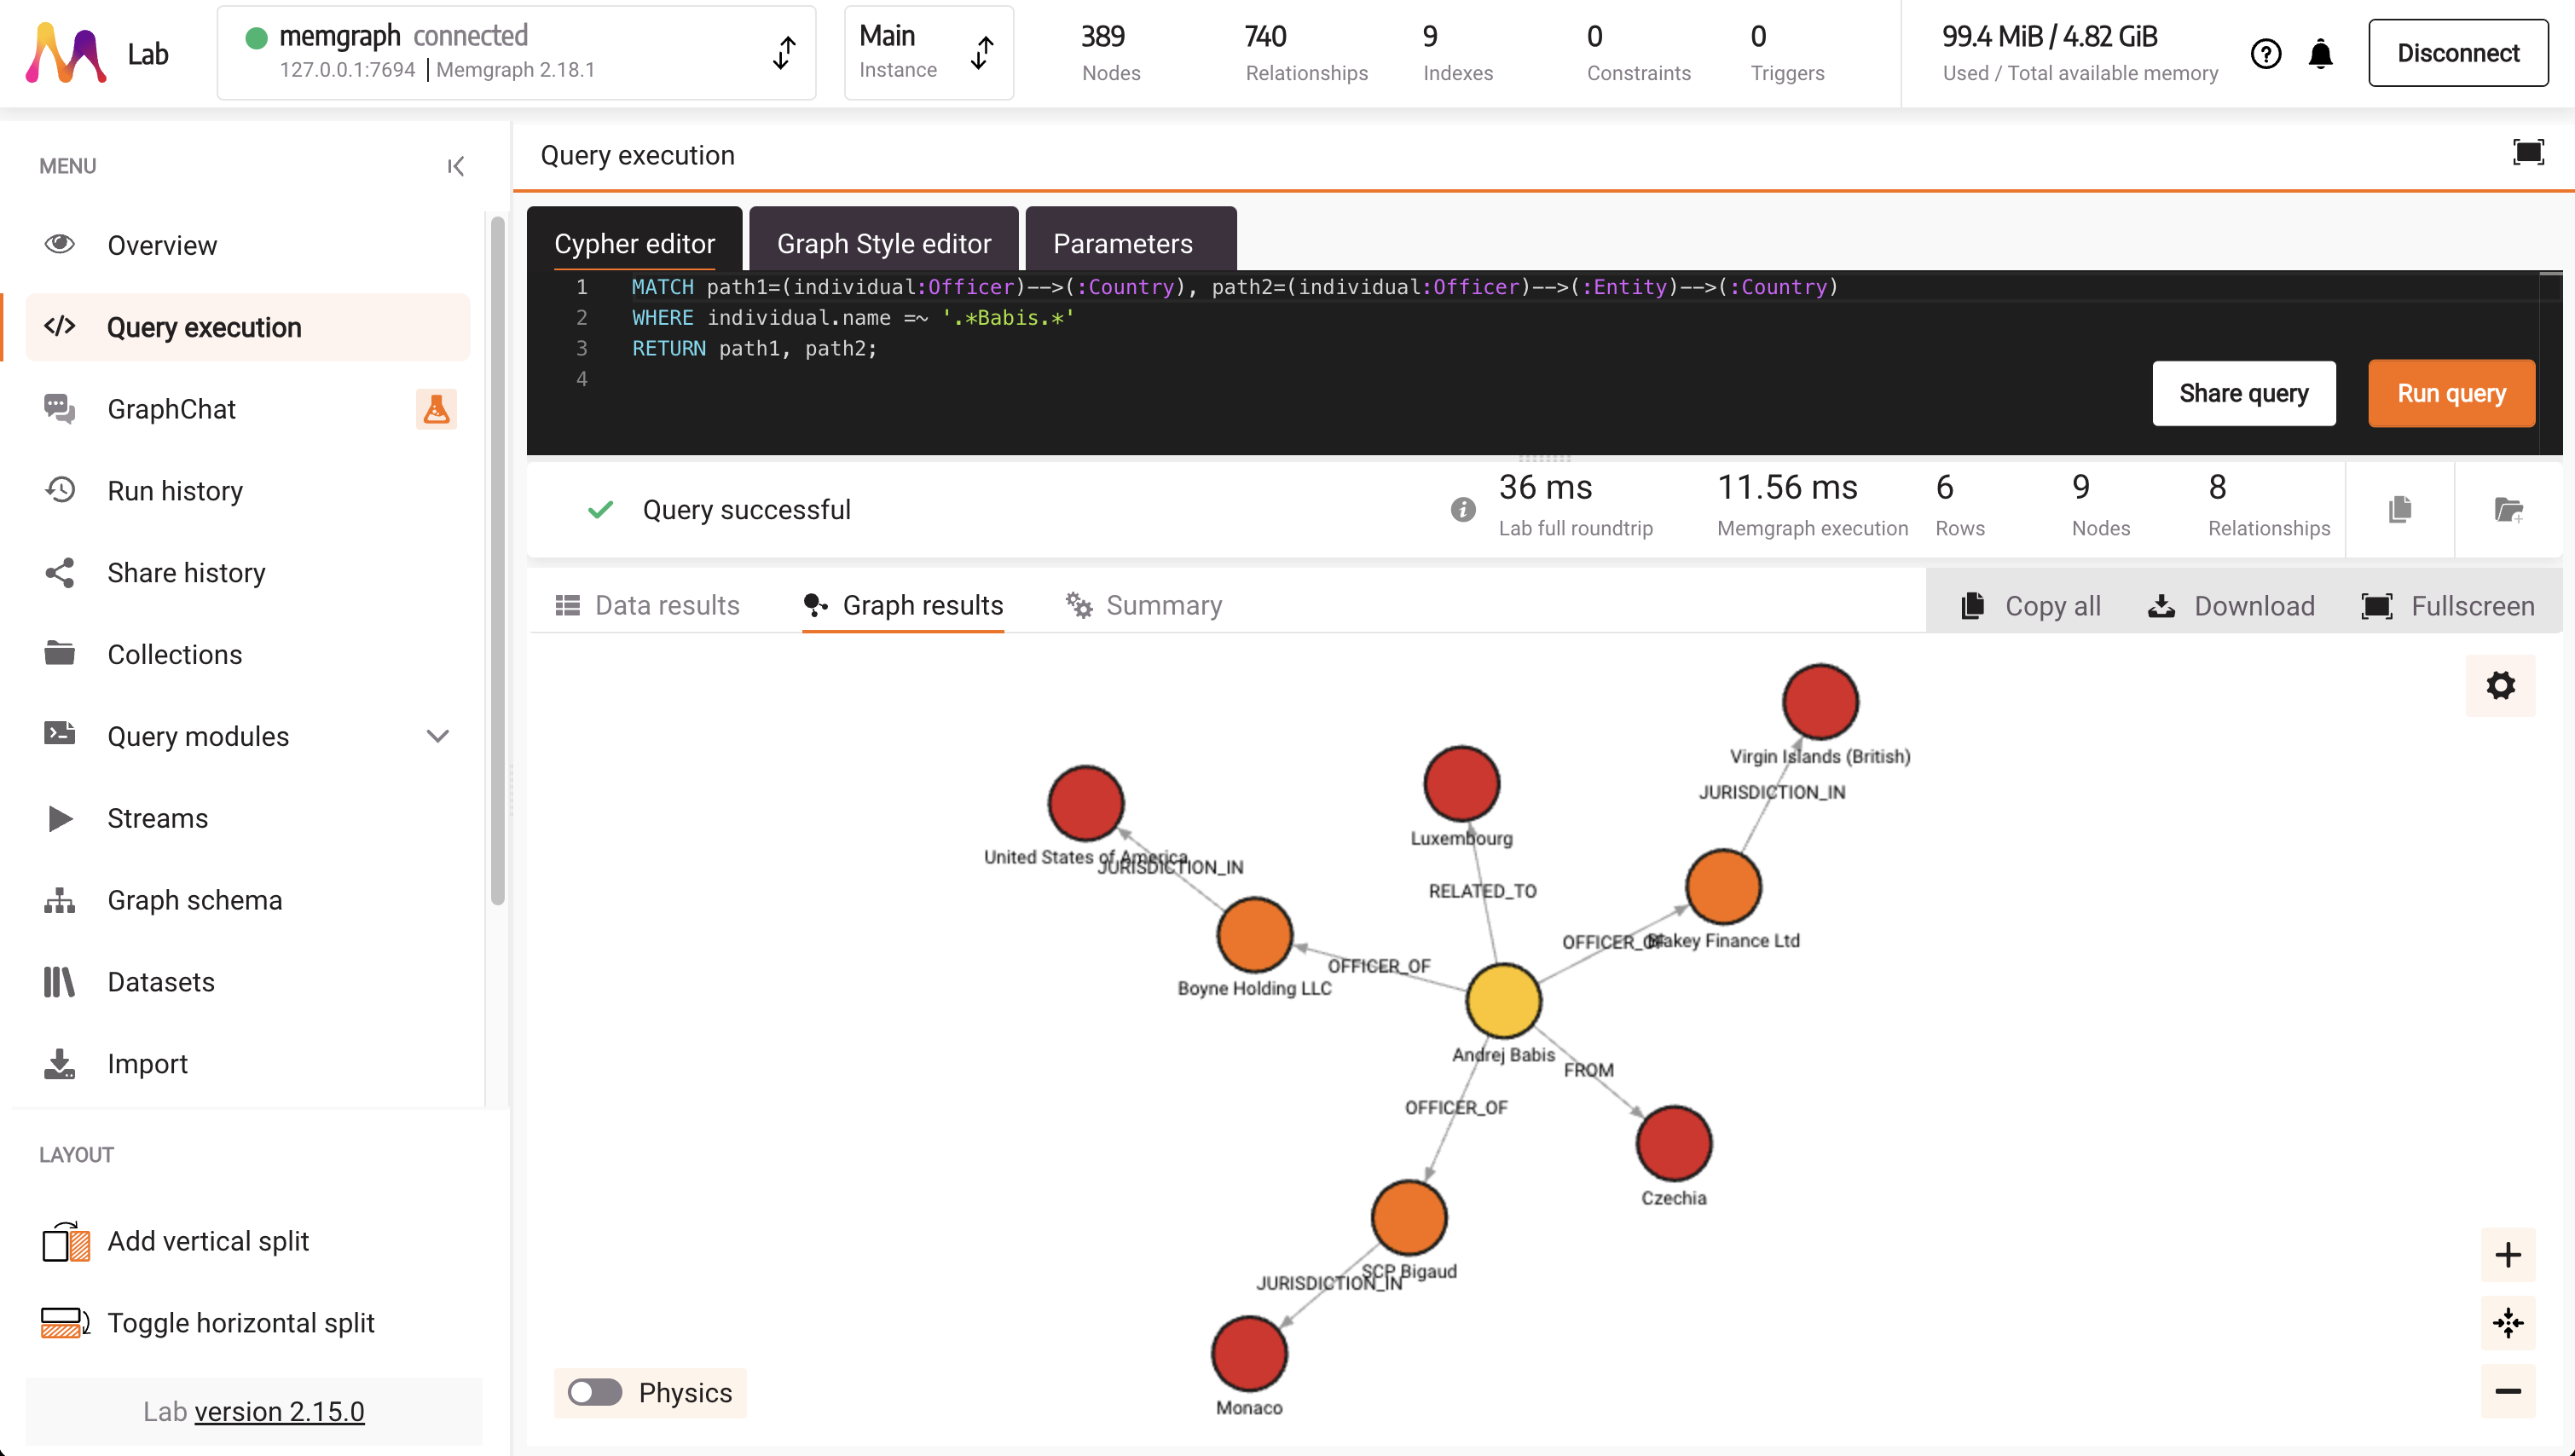 Lab
memgraph connected
127.0.0.1:7694 | Memgraph 2.18.1
Main
Instance
389
Nodes
740
Relationships
9
Indexes
0
Constraints
0
Triggers
99.4 MiB / 4.82 GiB
Used / Total available memory
Disconnect
MENU
Overview
Query execution
GraphChat
Run history
Share history
Collections
Query modules
Streams
Graph schema
Datasets
Import
LAYOUT
Add vertical split
Toggle horizontal split
Lab version 2.15.0
Query execution
Cypher editor
Graph Style editor
Parameters
1 MATCH path1=(individual:Officer)-->(:Country), path2=(individual:Officer)-->(:Entity)-->(:Country)
2 WHERE individual.name =~ '.*Babis.*'
3 RETURN path1, path2;
4
Share query
Run query
Query successful
36 ms
Lab full roundtrip
11.56 ms
Memgraph execution
6
Rows
9
Nodes
8
Relationships
Data results
Graph results
Summary
Copy all
Download
Fullscreen
Virgin Islands (British)
JURISDICTION_IN
Luxembourg
United States of America
JURISDICTION_IN
RELATED_TO
OFFICER_OF
Blakey Finance Ltd
OFFICER_OF
Boyne Holding LLC
Andrej Babis
FROM
OFFICER_OF
Czechia
SCP Bigaud
JURISDICTION_IN
Monaco
Physics